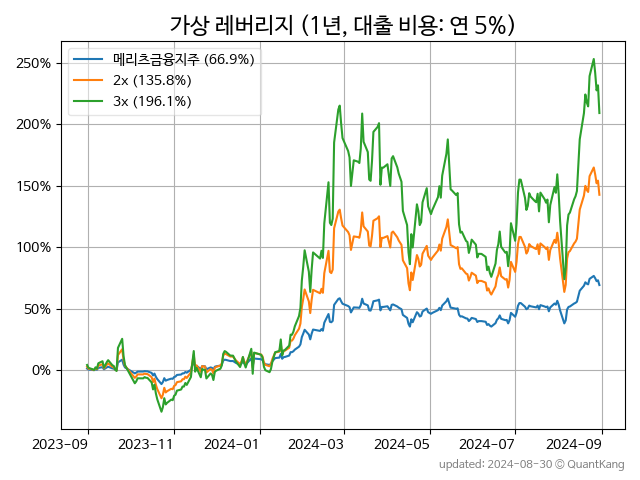 가상 레버리지 (1년, 대출 비용: 연 5%)
메리츠금융지주 (66.9%)
2x (135.8%)
3x (196.1%)
250%
200%
150%
100%
50%
0%
2023-09 2023-11 2024-01 2024-03 2024-05 2024-07 2024-09
updated: 2024-08-30 © QuantKang